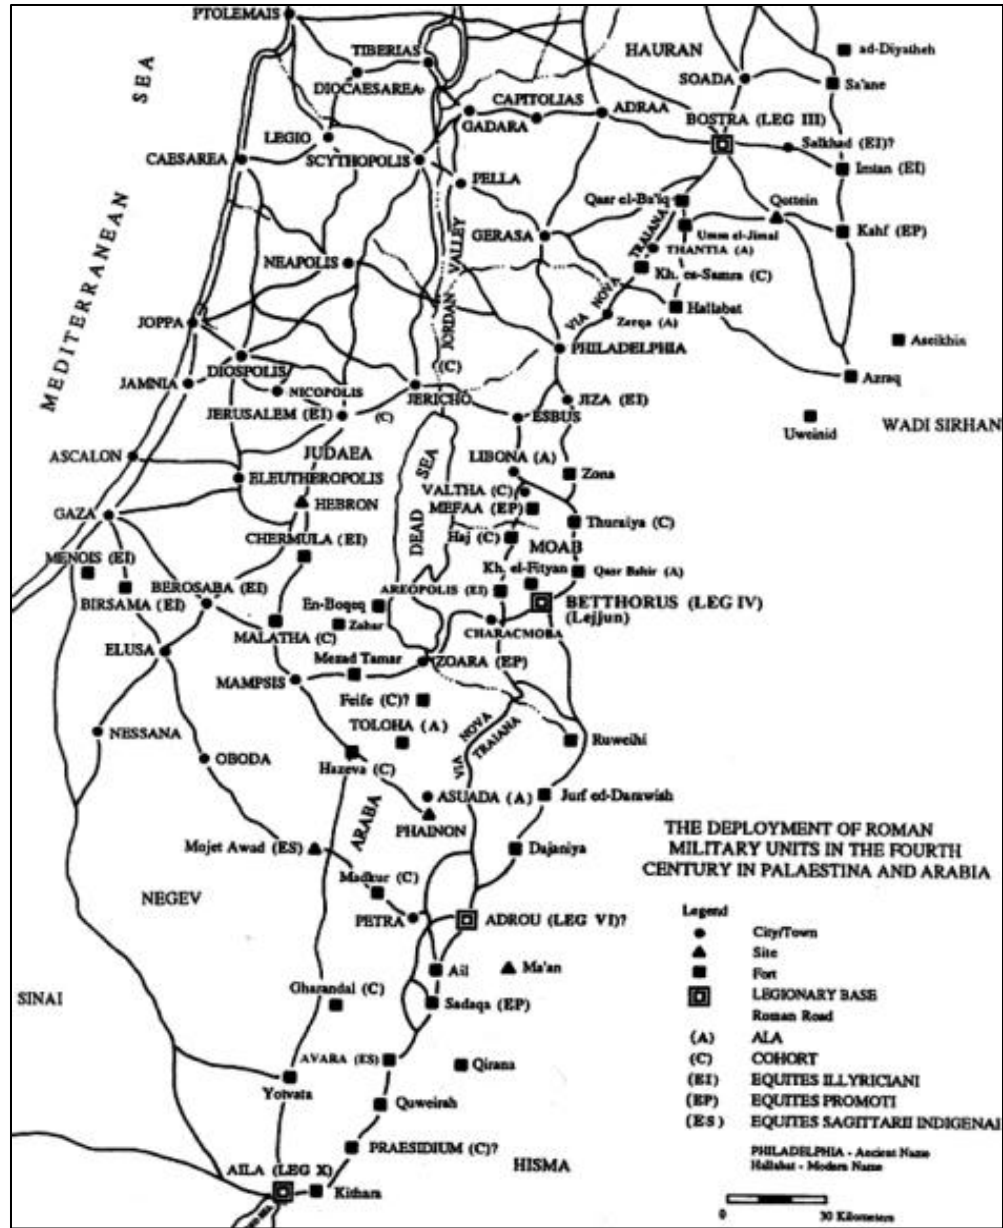 PTOLEMAIS
TIBERIAS
HAURAN
ad-Diyatheh
SEA
DIOCAESAREA
SOADA
Sa'ane
CAPITOLIAS
ADRAA
GADARA
BOSTRA (LEG III)
LEGIO
Salkhad (EI)?
CAESAREA
SCYTHOPOLIS
Imtan (EI)
PELLA
Qasr el-Ba'iq
Qottein
MEDITERRANEAN
VALLEY
GERASA
TRAIANA
Umm el-Jimal
Kahf (EP)
THANTIA (A)
NEAPOLIS
Kh. es-Samra (C)
JORDAN
VIA NOVA
Hallabat
JOPPA
Zerqa (A)
Aseikhin
PHILADELPHIA
DIOSPOLIS
(C)
JAMNIA
NICOPOLIS
JERICHO
Azraq
JIZA (EI)
JERUSALEM (EI)
(C)
ESBUS
Uweinid
WADI SIRHAN
ASCALON
JUDAEA
LIBONA (A)
ELEUTHEROPOLIS
SEA
Zona
VALTHA (C)
HEBRON
MEFAA (EP)
GAZA
Thuraiya (C)
CHERMULA (EI)
DEAD
Haj (C)
MOAB
MENOIS (EI)
Kh. el-Fityan
Qasr Bshir (A)
BEROSABA (EI)
AREOPOLIS (EI)
BIRSAMA (EI)
En-Boqeq
BETTHORUS (LEG IV)
(Lejjun)
Zohar
CHARACMOBA
MALATHA (C)
ELUSA
Mezad Tamar
ZOARA (EP)
MAMPSIS
Feife (C)?
TOLOHA (A)
VIA NOVA
TRAIANA
NESSANA
Ruweihi
OBODA
Hazeva (C)
ARABA
ASUADA (A)
Jurf ed-Darawish
PHAINON
THE DEPLOYMENT OF ROMAN
MILITARY UNITS IN THE FOURTH
CENTURY IN PALAESTINA AND ARABIA
Mojet Awad (ES)
Dajaniya
Madkur (C)
NEGEV
PETRA
ADROU (LEG VI)?
Legend
City/Town
Site
Fort
LEGIONARY BASE
Roman Road
(A) ALA
(C) COHORT
(EI) EQUITES ILLYRICIANI
(EP) EQUITES PROMOTI
(ES) EQUITES SAGITTARII INDIGENAI
PHILADELPHIA - Ancient Name
Hallabat - Modern Name
0 30 Kilometers
Ail
Ma'an
SINAI
Gharandal (C)
Sadaqa (EP)
AVARA (ES)
Qirana
Yotvata
Quweirah
PRAESIDIUM (C)?
HISMA
AILA (LEG X)
Kithara